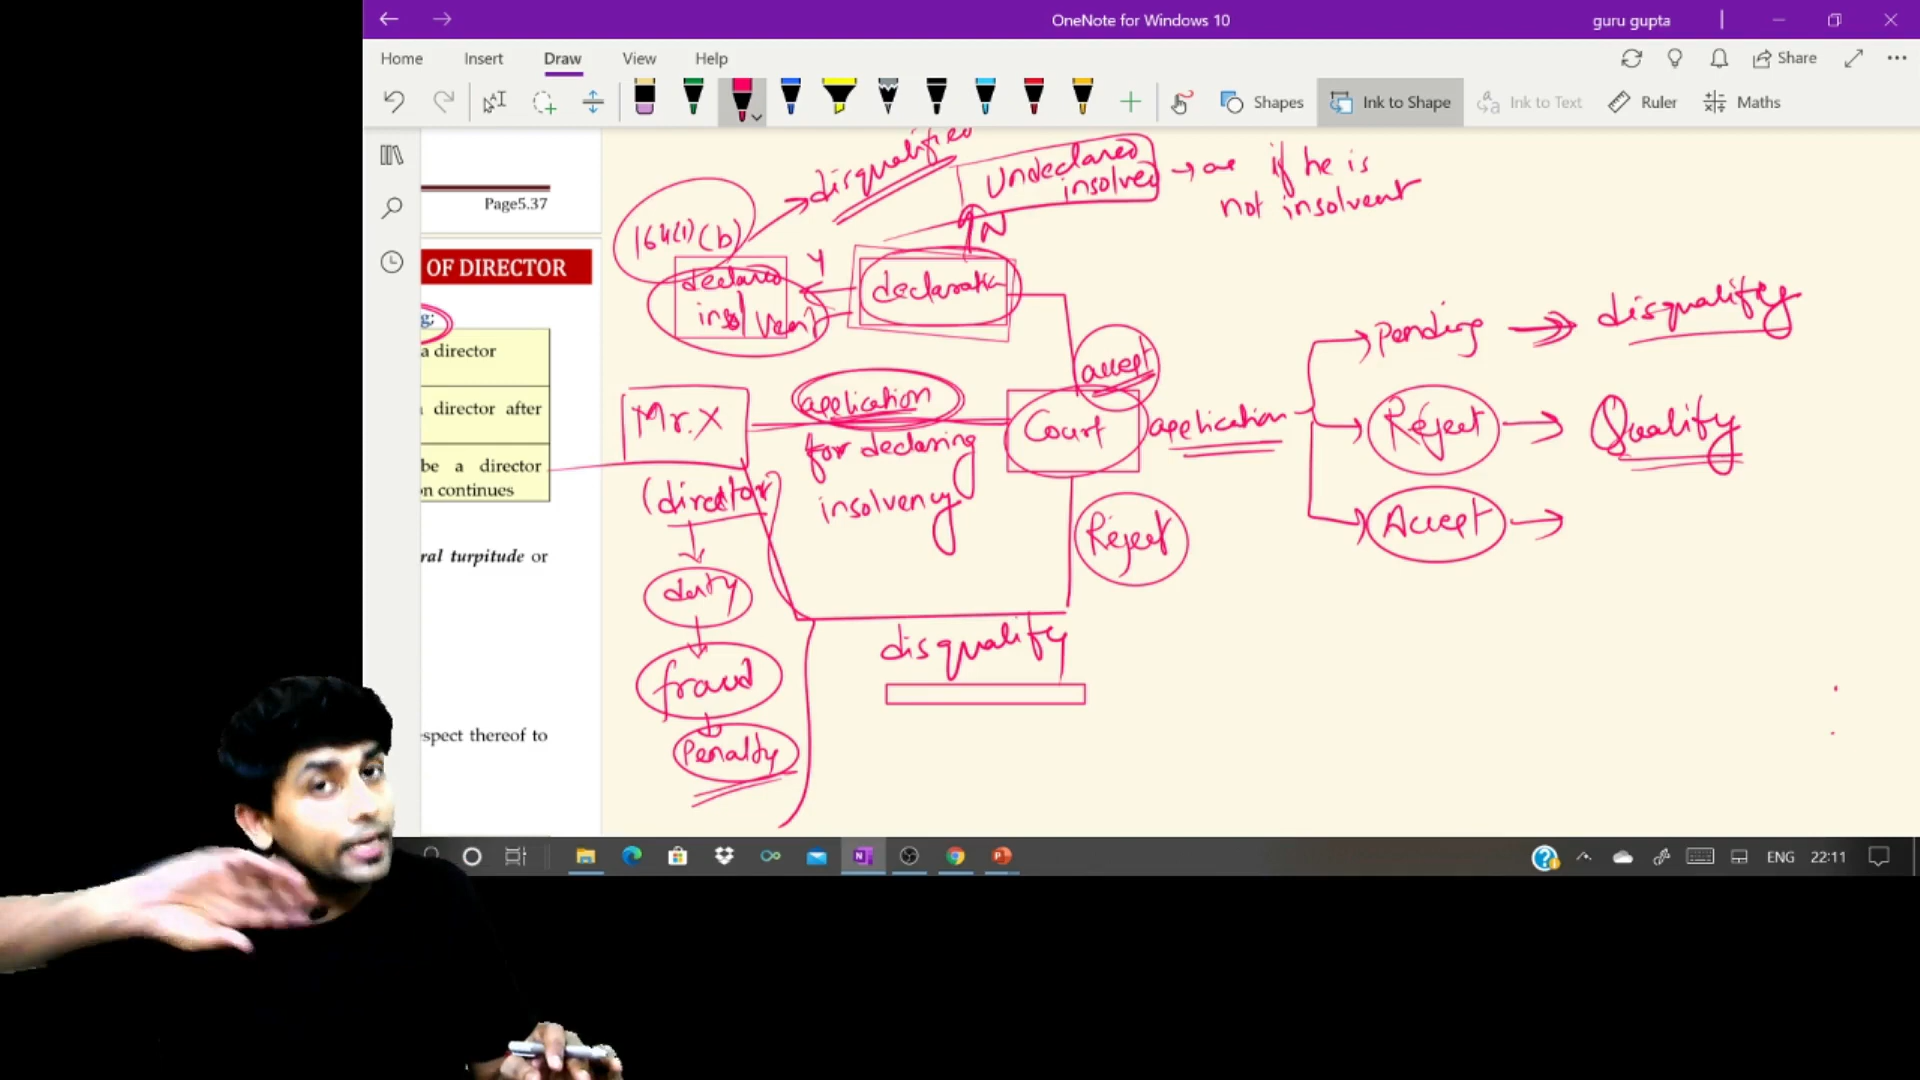 OneNote for Windows 10
guru gupta
Home Insert Draw View Help
Share
Shapes
Ink to Shape
Ink to Text
Ruler
Maths
Page5.37
OF DIRECTOR
g:
a director
director after
be a director
n continues
ral turpitude or
spect thereof to
164(1)(b)
disqualified
Undeclared
insolved
→ as if he is
not insolvent
N
Y
declared
insolvent
declaration
accept
Mr. X
(director)
application
for declaring
insolvency
Court
application
Pending
disqualify
Reject
Qualify
Accept
Reject
duty
fraud
Penalty
disqualify
ENG
22:11